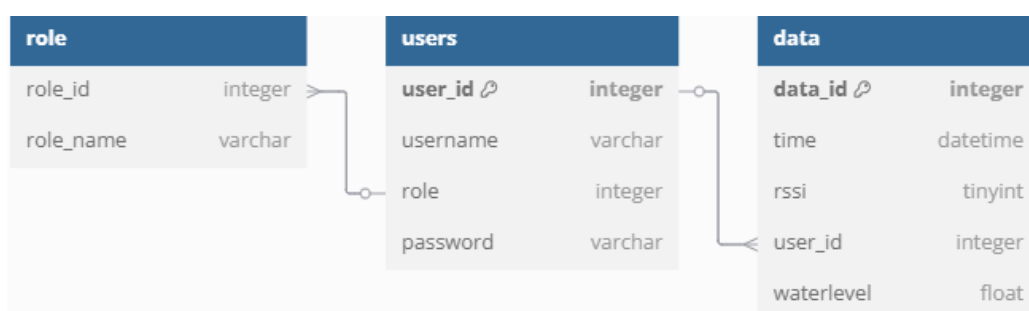 role
role_id integer
role_name varchar
users
user_id integer
username varchar
role integer
password varchar
data
data_id integer
time datetime
rssi tinyint
user_id integer
waterlevel float